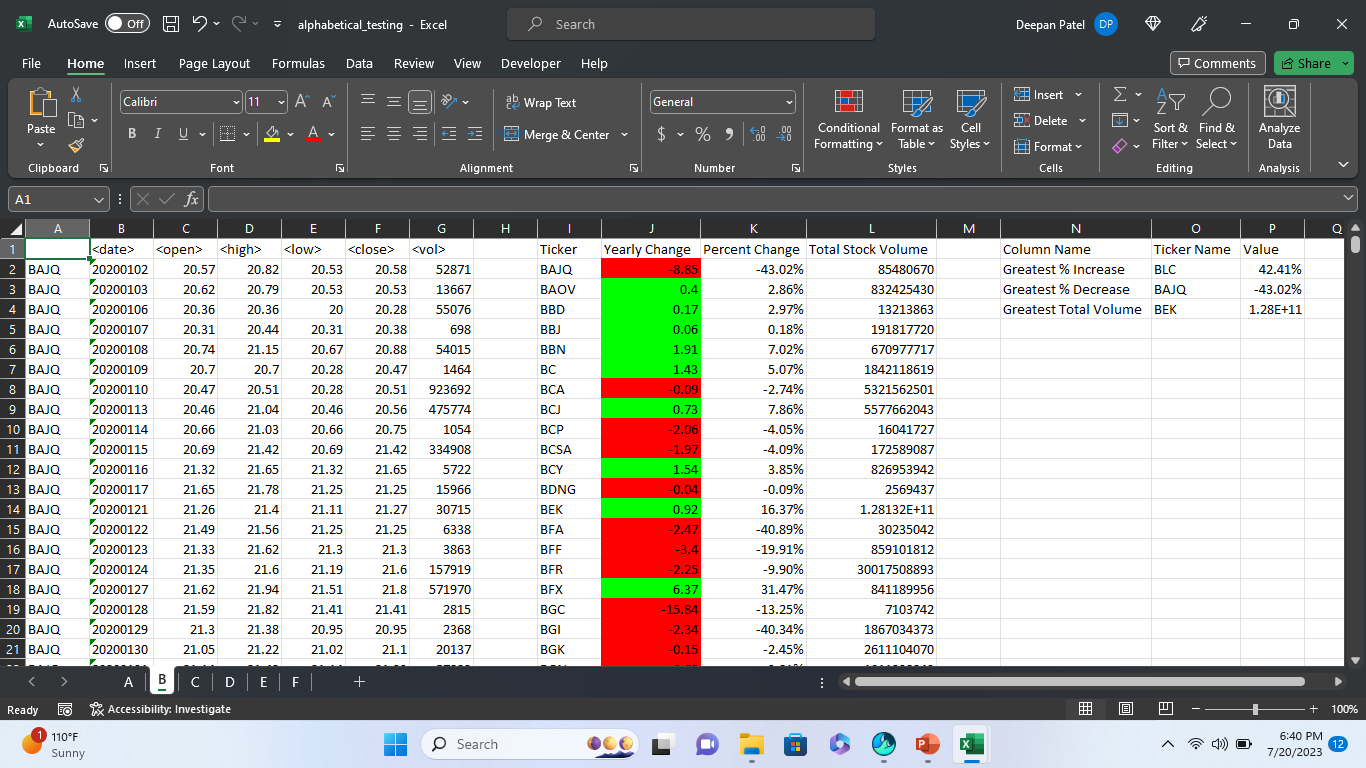 AutoSave Off alphabetical_testing - Excel Search Deepan Patel DP
File Home Insert Page Layout Formulas Data Review View Developer Help Comments Share
Paste Calibri 11 Wrap Text General Conditional Formatting Format as Table Cell Styles Insert Sort & Filter Find & Select Analyze Data
B I U A Merge & Center $ % Delete Format
Clipboard Font Alignment Number Styles Cells Editing Analysis
A1 fx
A B C D E F G H I J K L M N O P Q
1 <date> <open> <high> <low> <close> <vol> Ticker Yearly Change Percent Change Total Stock Volume Column Name Ticker Name Value
2 BAJQ 20200102 20.57 20.82 20.53 20.58 52871 BAJQ -8.85 -43.02% 85480670 Greatest % Increase BLC 42.41%
3 BAJQ 20200103 20.62 20.79 20.53 20.53 13667 BAOV 0.4 2.86% 832425430 Greatest % Decrease BAJQ -43.02%
4 BAJQ 20200106 20.36 20.36 20 20.28 55076 BBD 0.17 2.97% 13213863 Greatest Total Volume BEK 1.28E+11
5 BAJQ 20200107 20.31 20.44 20.31 20.38 698 BBJ 0.06 0.18% 191817720
6 BAJQ 20200108 20.74 21.15 20.67 20.88 54015 BBN 1.91 7.02% 670977717
7 BAJQ 20200109 20.7 20.7 20.28 20.47 1464 BC 1.43 5.07% 1842118619
8 BAJQ 20200110 20.47 20.51 20.28 20.51 923692 BCA -0.09 -2.74% 5321562501
9 BAJQ 20200113 20.46 21.04 20.46 20.56 475774 BCJ 0.73 7.86% 5577662043
10 BAJQ 20200114 20.66 21.03 20.66 20.75 1054 BCP -2.06 -4.05% 16041727
11 BAJQ 20200115 20.69 21.42 20.69 21.42 334908 BCSA -1.97 -4.09% 172589087
12 BAJQ 20200116 21.32 21.65 21.32 21.65 5722 BCY 1.54 3.85% 826953942
13 BAJQ 20200117 21.65 21.78 21.25 21.25 15966 BDNG -0.04 -0.09% 2569437
14 BAJQ 20200121 21.26 21.4 21.11 21.27 30715 BEK 0.92 16.37% 1.28132E+11
15 BAJQ 20200122 21.49 21.56 21.25 21.25 6338 BFA -2.47 -40.89% 30235042
16 BAJQ 20200123 21.33 21.62 21.3 21.3 3863 BFF -3.4 -19.91% 859101812
17 BAJQ 20200124 21.35 21.6 21.19 21.6 157919 BFR -2.25 -9.90% 30017508893
18 BAJQ 20200127 21.62 21.94 21.51 21.8 571970 BFX 6.37 31.47% 841189956
19 BAJQ 20200128 21.59 21.82 21.41 21.41 2815 BGC -15.84 -13.25% 7103742
20 BAJQ 20200129 21.3 21.38 20.95 20.95 2368 BGI -2.34 -40.34% 1867034373
21 BAJQ 20200130 21.05 21.22 21.02 21.1 20137 BGK -0.15 -2.45% 2611104070
A B C D E F
Ready Accessibility: Investigate 100%
1 110°F Search 6:40 PM
Sunny 7/20/2023 12